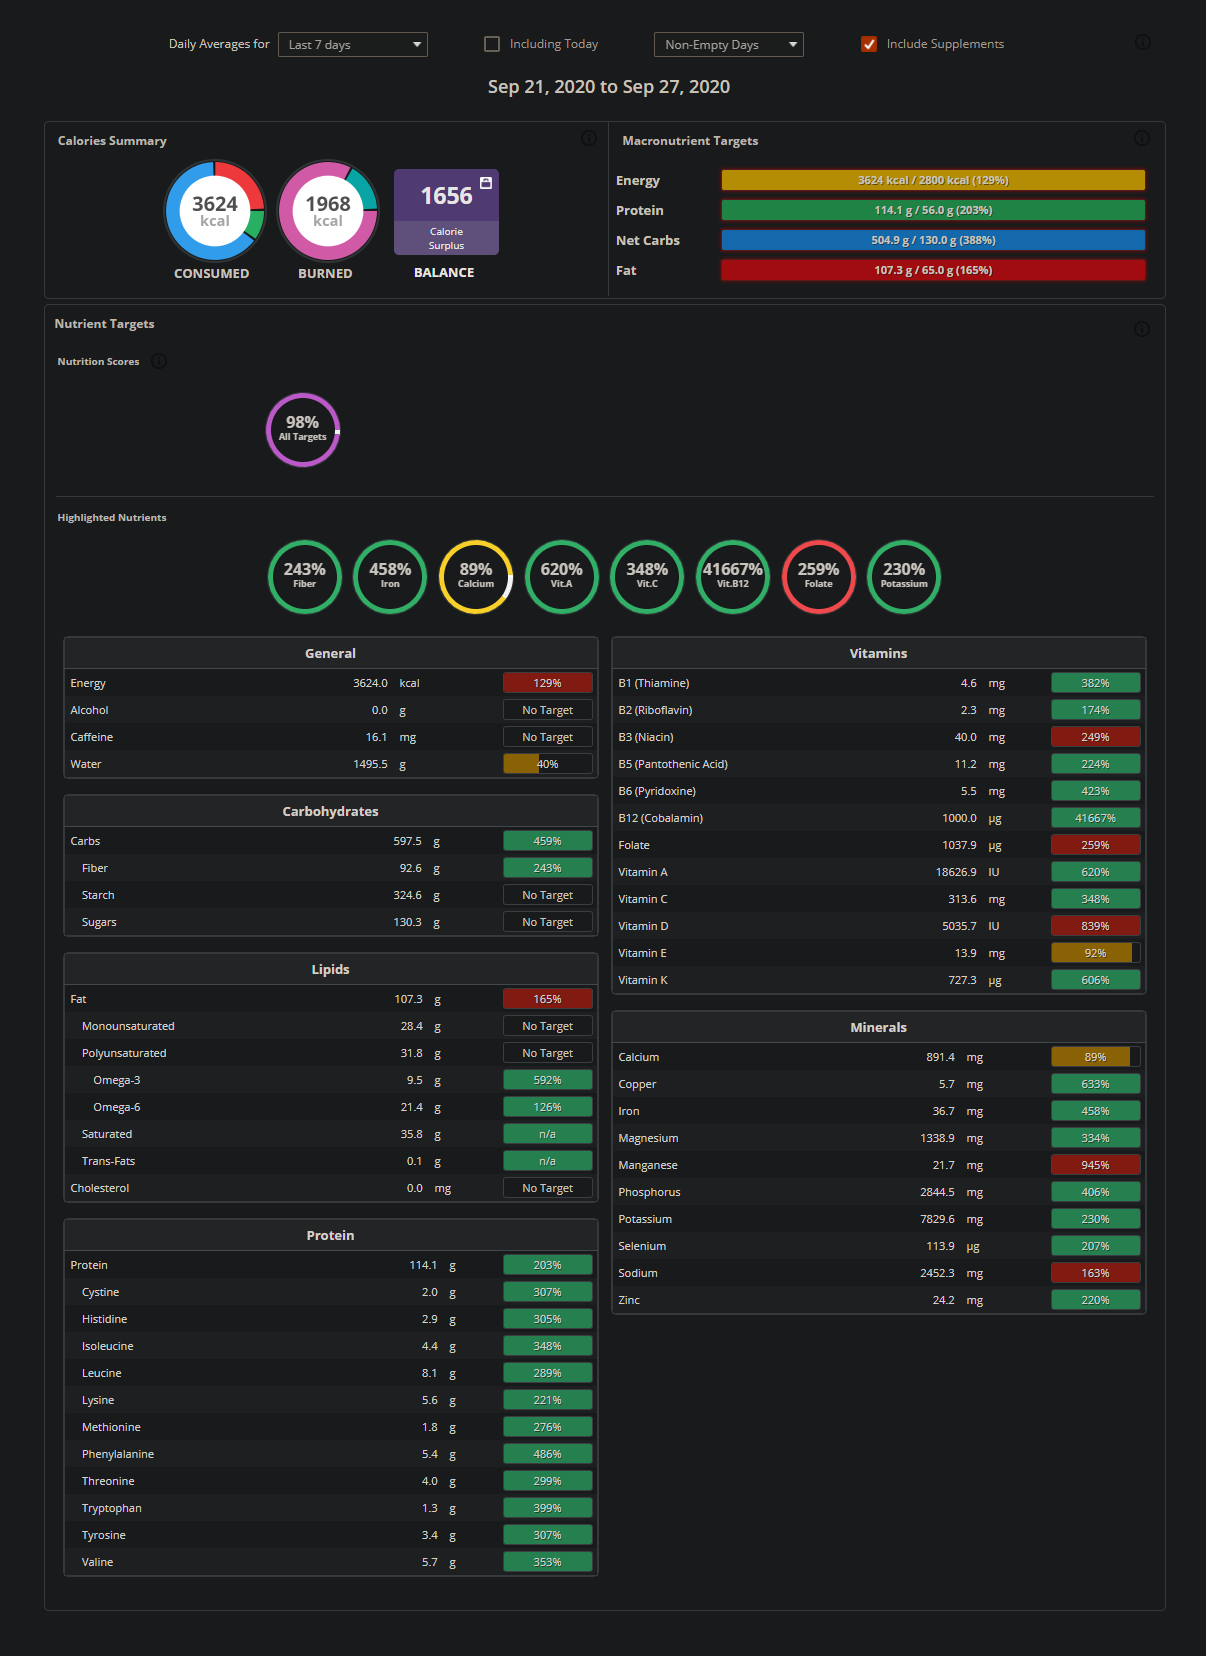 Daily Averages for Last 7 days Including Today Non-Empty Days Include Supplements
Sep 21, 2020 to Sep 27, 2020
Calories Summary
3624
kcal
CONSUMED
1968
kcal
BURNED
1656
Calorie
Surplus
BALANCE
Macronutrient Targets
Energy 3624 kcal / 2800 kcal (129%)
Protein 114.1 g / 56.0 g (203%)
Net Carbs 504.9 g / 130.0 g (388%)
Fat 107.3 g / 65.0 g (165%)
Nutrient Targets
Nutrition Scores
98%
All Targets
Highlighted Nutrients
243%
Fiber
458%
Iron
89%
Calcium
620%
Vit.A
348%
Vit.C
41667%
Vit.B12
259%
Folate
230%
Potassium
General
Energy 3624.0 kcal 129%
Alcohol 0.0 g No Target
Caffeine 16.1 mg No Target
Water 1495.5 g 40%
Carbohydrates
Carbs 597.5 g 459%
Fiber 92.6 g 243%
Starch 324.6 g No Target
Sugars 130.3 g No Target
Lipids
Fat 107.3 g 165%
Monounsaturated 28.4 g No Target
Polyunsaturated 31.8 g No Target
Omega-3 9.5 g 592%
Omega-6 21.4 g 126%
Saturated 35.8 g n/a
Trans-Fats 0.1 g n/a
Cholesterol 0.0 mg No Target
Protein
Protein 114.1 g 203%
Cystine 2.0 g 307%
Histidine 2.9 g 305%
Isoleucine 4.4 g 348%
Leucine 8.1 g 289%
Lysine 5.6 g 221%
Methionine 1.8 g 276%
Phenylalanine 5.4 g 486%
Threonine 4.0 g 299%
Tryptophan 1.3 g 399%
Tyrosine 3.4 g 307%
Valine 5.7 g 353%
Vitamins
B1 (Thiamine) 4.6 mg 382%
B2 (Riboflavin) 2.3 mg 174%
B3 (Niacin) 40.0 mg 249%
B5 (Pantothenic Acid) 11.2 mg 224%
B6 (Pyridoxine) 5.5 mg 423%
B12 (Cobalamin) 1000.0 µg 41667%
Folate 1037.9 µg 259%
Vitamin A 18626.9 IU 620%
Vitamin C 313.6 mg 348%
Vitamin D 5035.7 IU 839%
Vitamin E 13.9 mg 92%
Vitamin K 727.3 µg 606%
Minerals
Calcium 891.4 mg 89%
Copper 5.7 mg 633%
Iron 36.7 mg 458%
Magnesium 1338.9 mg 334%
Manganese 21.7 mg 945%
Phosphorus 2844.5 mg 406%
Potassium 7829.6 mg 230%
Selenium 113.9 µg 207%
Sodium 2452.3 mg 163%
Zinc 24.2 mg 220%